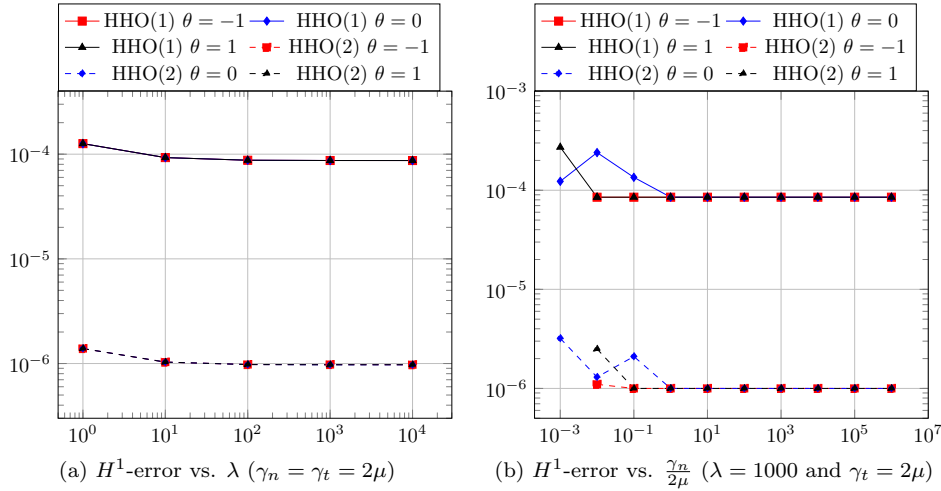 HHO(1) θ = −1 HHO(1) θ = 0
HHO(1) θ = 1 HHO(2) θ = −1
HHO(2) θ = 0 HHO(2) θ = 1
10^−4
10^−5
10^−6
10^0 10^1 10^2 10^3 10^4
(a) H^1-error vs. λ (γ_n = γ_t = 2μ)
HHO(1) θ = −1 HHO(1) θ = 0
HHO(1) θ = 1 HHO(2) θ = −1
HHO(2) θ = 0 HHO(2) θ = 1
10^−3
10^−4
10^−5
10^−6
10^−3 10^−1 10^1 10^3 10^5 10^7
(b) H^1-error vs. γ_n/2μ (λ = 1000 and γ_t = 2μ)